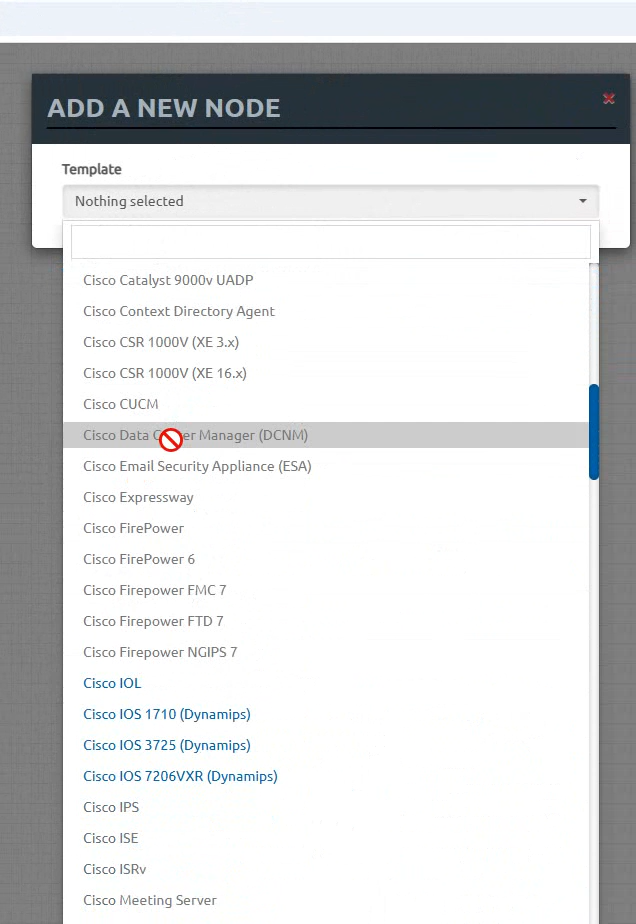 ADD A NEW NODE
Template
Nothing selected
Cisco Catalyst 9000v UADP
Cisco Context Directory Agent
Cisco CSR 1000V (XE 3.x)
Cisco CSR 1000V (XE 16.x)
Cisco CUCM
Cisco Data Manager (DCNM)
Cisco Email Security Appliance (ESA)
Cisco Expressway
Cisco FirePower
Cisco FirePower 6
Cisco Firepower FMC 7
Cisco Firepower FTD 7
Cisco Firepower NGIPS 7
Cisco IOL
Cisco IOS 1710 (Dynamips)
Cisco IOS 3725 (Dynamips)
Cisco IOS 7206VXR (Dynamips)
Cisco IPS
Cisco ISE
Cisco ISRv
Cisco Meeting Server